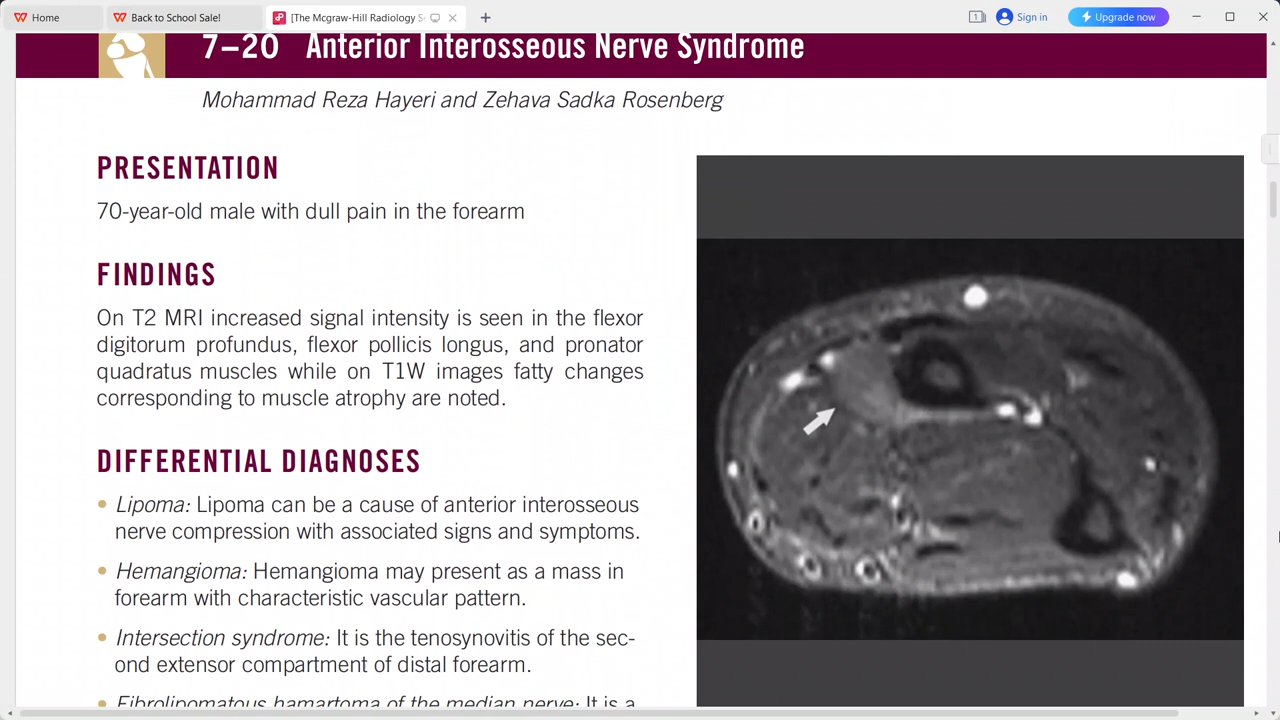 Home
Back to School Sale!
[The Mcgraw-Hill Radiology S
1
Sign in
Upgrade now
7–20 Anterior Interosseous Nerve Syndrome
Mohammad Reza Hayeri and Zehava Sadka Rosenberg
PRESENTATION
70-year-old male with dull pain in the forearm
FINDINGS
On T2 MRI increased signal intensity is seen in the flexor
digitorum profundus, flexor pollicis longus, and pronator
quadratus muscles while on T1W images fatty changes
corresponding to muscle atrophy are noted.
DIFFERENTIAL DIAGNOSES
• Lipoma: Lipoma can be a cause of anterior interosseous
nerve compression with associated signs and symptoms.
• Hemangioma: Hemangioma may present as a mass in
forearm with characteristic vascular pattern.
• Intersection syndrome: It is the tenosynovitis of the sec-
ond extensor compartment of distal forearm.
• Fibrolipomatous hamartoma of the median nerve: It is a